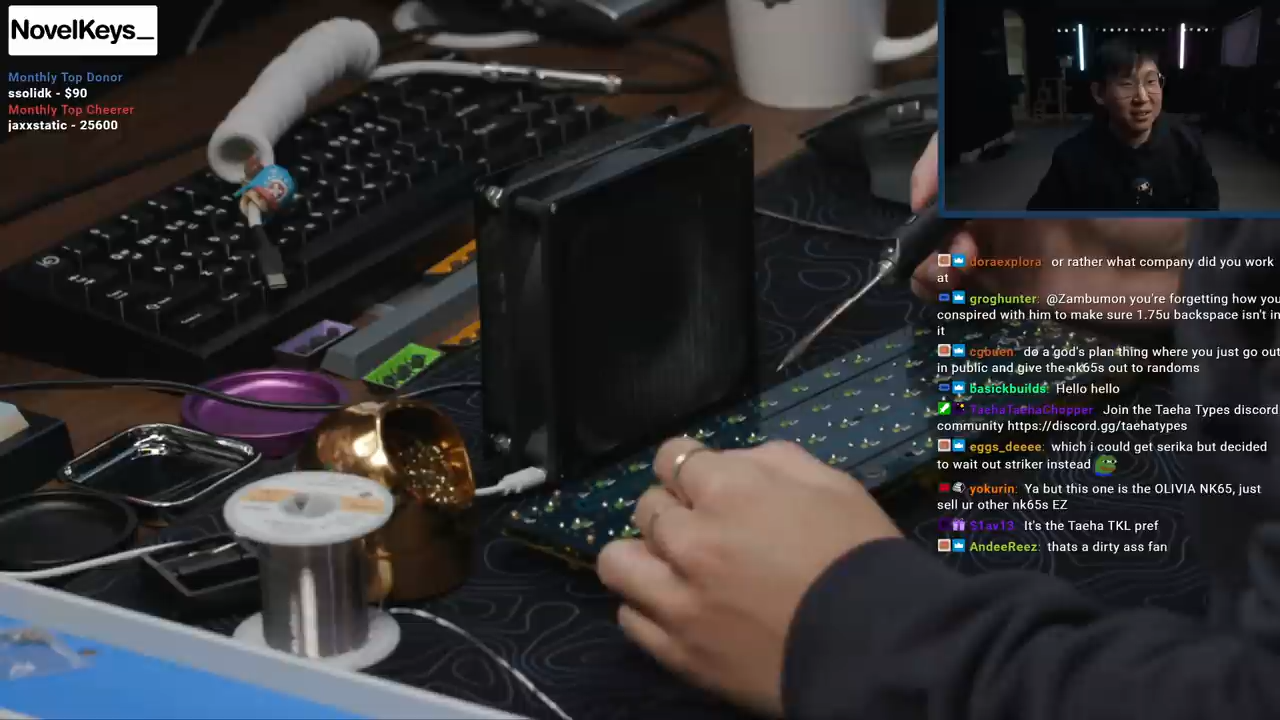 NovelKeys_
Monthly Top Donor
ssolidk - $90
Monthly Top Cheerer
jaxxstatic - 25600
doraexplora: or rather what company did you work
at
groghunter: @Zambumon you're forgetting how you
conspired with him to make sure 1.75u backspace isn't in
it
cgbuen: do a god's plan thing where you just go out
in public and give the nk65s out to randoms
basickbuilds: Hello hello
TaehaTaehaChopper: Join the Taeha Types discord
community https://discord.gg/taehatypes
eggs_deeee: which i could get serika but decided
to wait out striker instead
yokurin: Ya but this one is the OLIVIA NK65, just
sell ur other nk65s EZ
S1av13: It's the Taeha TKL pref
AndeeReez: thats a dirty ass fan